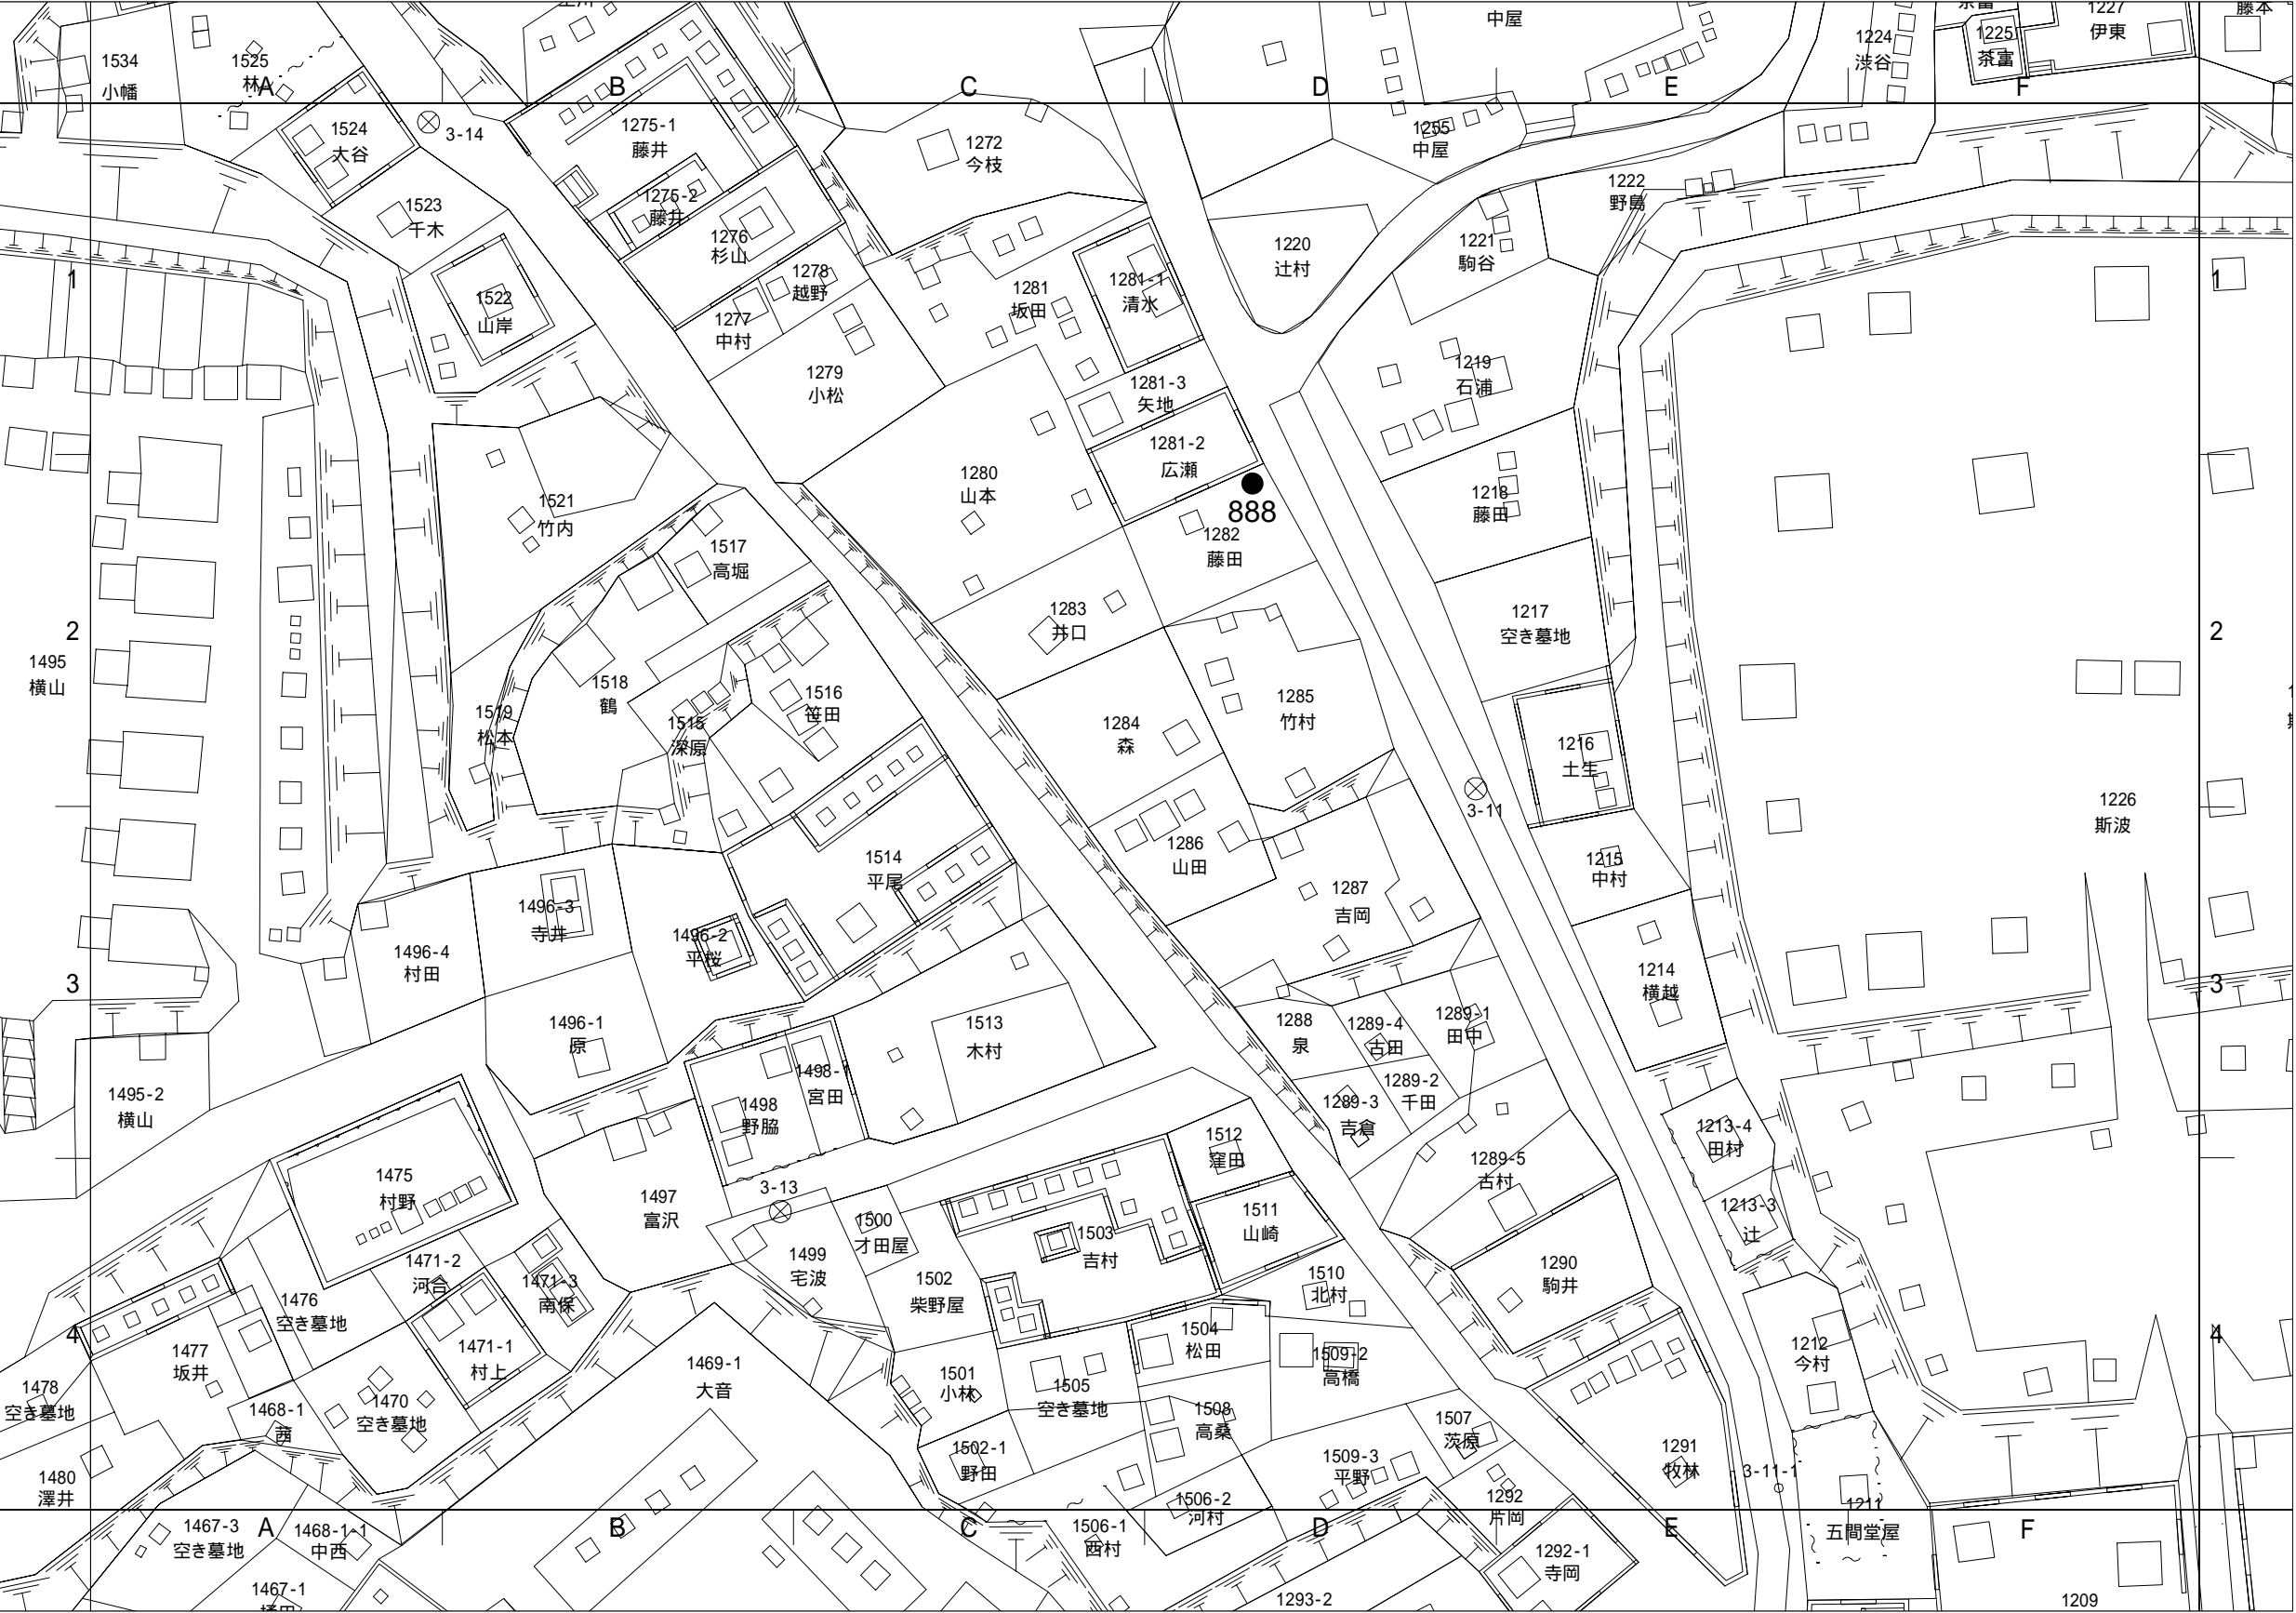 中屋
1227
伊東
藤本
1225
茶富
1224
渋谷
1534
小幡
1525
林
A
B
C
D
E
F
1524
大谷
3-14
1275-1
藤井
1272
今枝
1255
中屋
1222
野島
1523
千木
1275-2
藤井
1276
杉山
1220
辻村
1221
駒谷
1
1
1522
山岸
1278
越野
1277
中村
1281
坂田
1281-1
清水
1279
小松
1281-3
矢地
1219
石浦
1281-2
広瀬
1280
山本
888
1218
藤田
1521
竹内
1517
高堀
1282
藤田
1283
井口
1217
空き墓地
2
2
1495
横山
1518
鶴
1519
松本
1515
深原
1516
笹田
1284
森
1285
竹村
1216
土生
3-11
1226
斯波
1286
山田
1215
中村
1514
平尾
1287
吉岡
1496-3
寺井
1496-2
平桜
1496-4
村田
3
3
1214
横越
1496-1
原
1513
木村
1288
泉
1289-4
古田
1289-1
田中
1495-2
横山
1498-1
宮田
1498
野脇
1289-2
千田
1289-3
吉倉
1213-4
田村
1512
窪田
1289-5
古村
1475
村野
3-13
1497
富沢
1500
才田屋
1511
山崎
1213-3
辻
1503
吉村
1499
宅波
1502
柴野屋
1471-2
河合
1471-3
南保
1510
北村
1290
駒井
1476
空き墓地
4
4
1477
坂井
1471-1
村上
1469-1
大音
1504
松田
1509-2
高橋
1212
今村
1478
空き墓地
1468-1
茜
1470
空き墓地
1501
小林
1505
空き墓地
1508
高桑
1507
茨原
1480
澤井
1502-1
野田
1509-3
平野
1291
牧林
3-11-1
1506-2
河村
1292
片岡
1211
五間堂屋
A
B
C
D
E
F
1467-3
空き墓地
1468-1-1
中西
1506-1
西村
1292-1
寺岡
1467-1
1293-2
1209